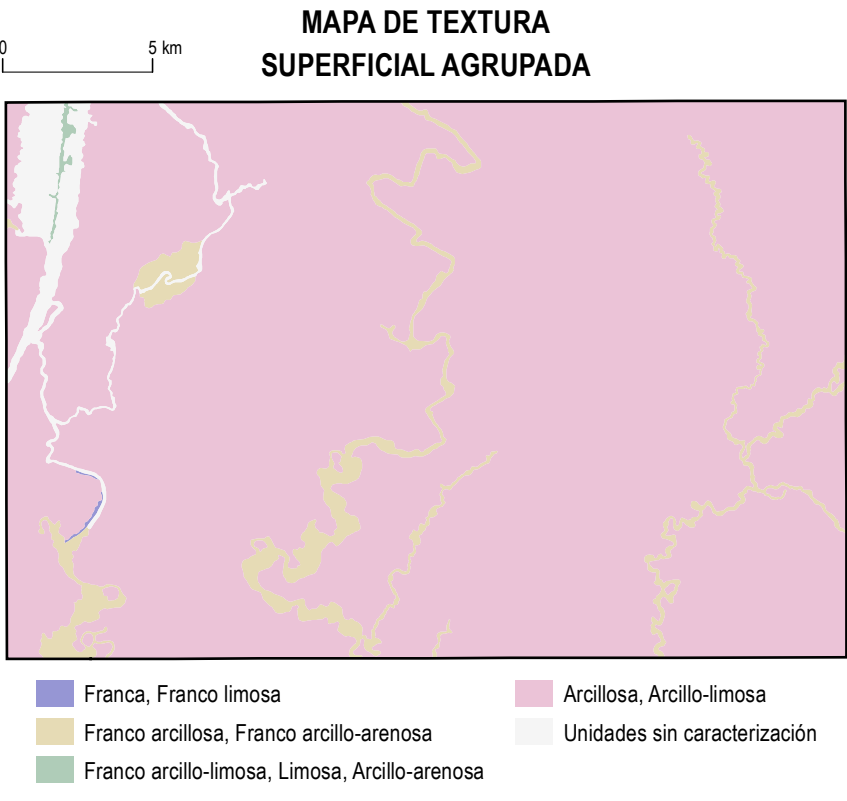 MAPA DE TEXTURA
SUPERFICIAL AGRUPADA
0 5 km
Franca, Franco limosa
Franco arcillosa, Franco arcillo-arenosa
Franco arcillo-limosa, Limosa, Arcillo-arenosa
Arcillosa, Arcillo-limosa
Unidades sin caracterización